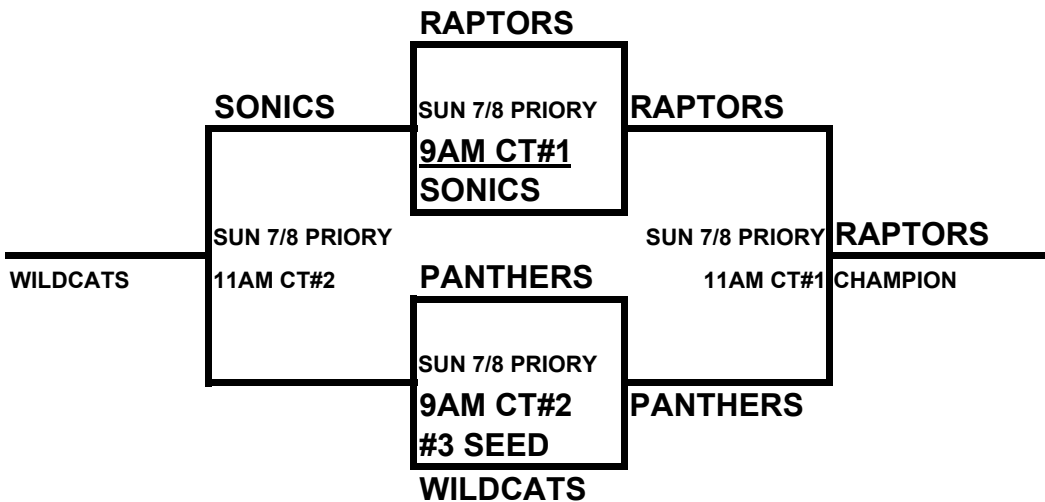 RAPTORS
SONICS
SUN 7/8 PRIORY
RAPTORS
9AM CT#1
SONICS
SUN 7/8 PRIORY
SUN 7/8 PRIORY
RAPTORS
WILDCATS
11AM CT#2
PANTHERS
11AM CT#1
CHAMPION
SUN 7/8 PRIORY
9AM CT#2
PANTHERS
#3 SEED
WILDCATS